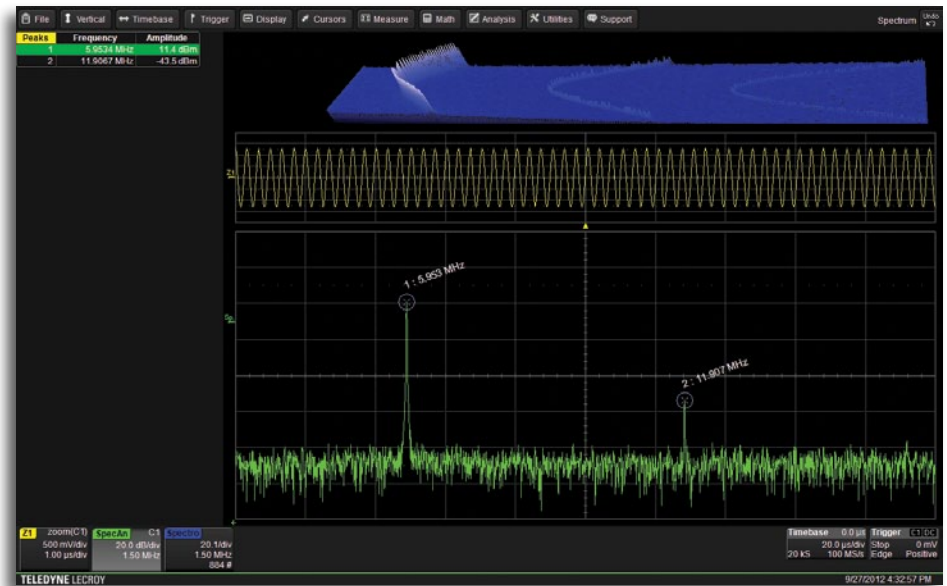 File Vertical Timebase Trigger Display Cursors Measure Math Analysis Utilities Support Spectrum Undo
Peaks Frequency Amplitude
1 5.9534 MHz 11.4 dBm
2 11.9067 MHz -43.5 dBm
Z1
1 : 5.953 MHz
Sp
2 : 11.907 MHz
Z1 zoom(C1)
500 mV/div
1.00 µs/div
SpecAn C1
20.0 dB/div
1.50 MHz
Spectro
20.1/div
1.50 MHz
884 #
Timebase 0.0 µs
20.0 µs/div
20 kS 100 MS/s
Trigger C1 DC
Stop 0 mV
Edge Positive
TELEDYNE LECROY 9/27/2012 4:32:57 PM